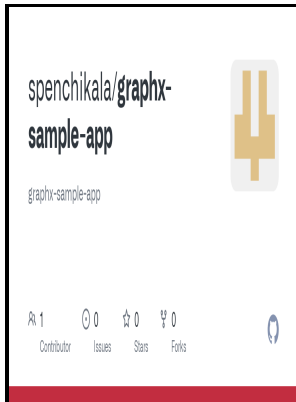 spenchikala/graphx-
sample-app
graphx-sample-app
1 0 0 0
Contributor Issues Stars Forks